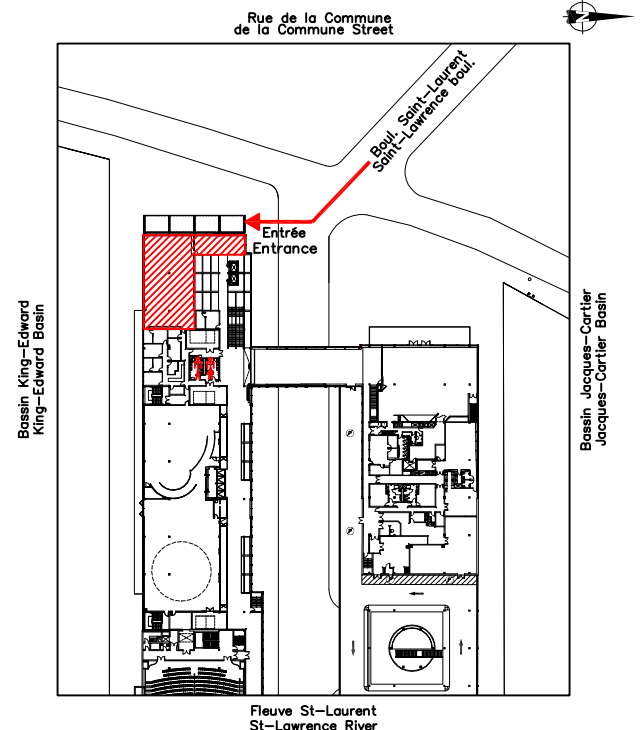 Rue de la Commune
de la Commune Street
N
Boul. Saint-Laurent
Saint-Lawrence boul.
Entrée
Entrance
Bassin King-Edward
King-Edward Basin
Bassin Jacques-Cartier
Jacques-Cartier Basin
P
P
Fleuve St-Laurent
St-Lawrence River